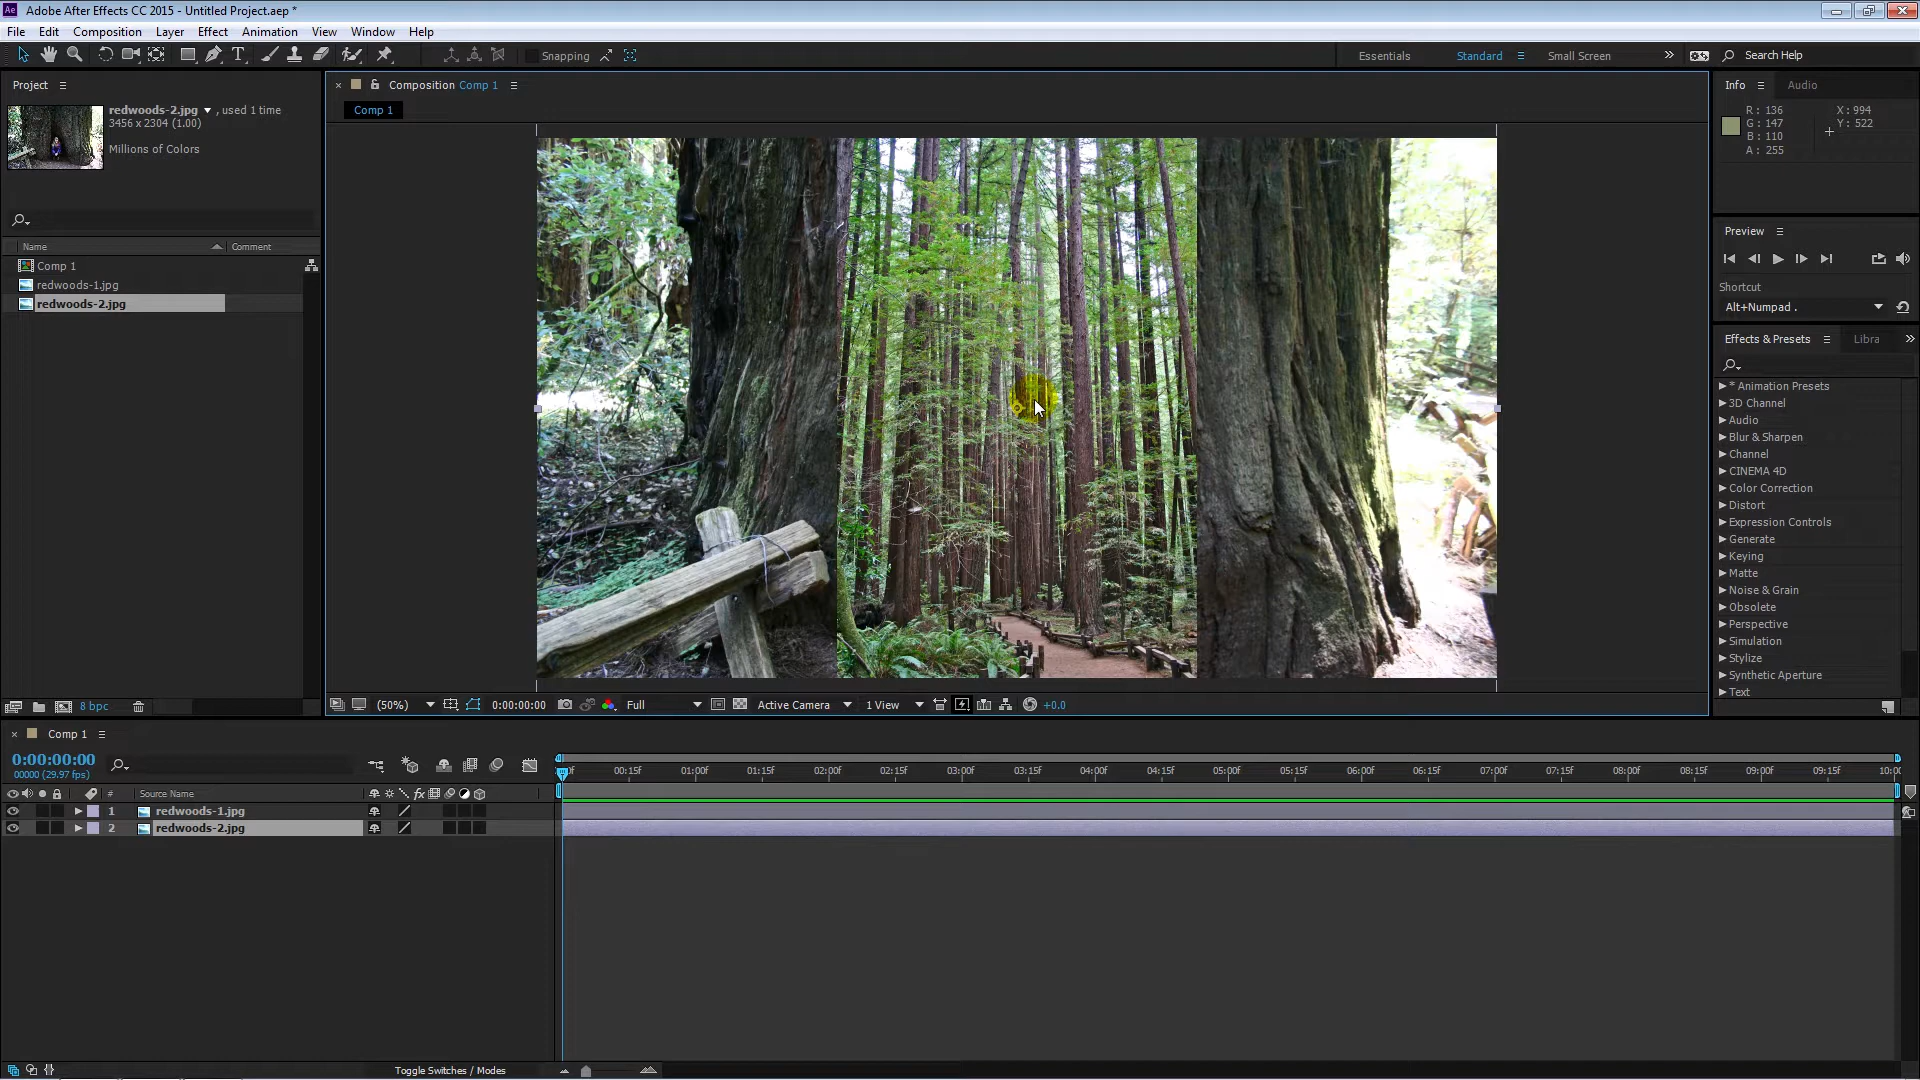 Ae Adobe After Effects CC 2015 - Untitled Project.aep *
File Edit Composition Layer Effect Animation View Window Help
T Snapping Essentials Standard Small Screen » Search Help
Project
redwoods-2.jpg ▼ , used 1 time
3456 x 2304 (1.00)
Millions of Colors
Name Comment
Comp 1
redwoods-1.jpg
redwoods-2.jpg
8 bpc
× Composition Comp 1
Comp 1
(50%) 0:00:00:00 Full Active Camera 1 View +0.0
Info Audio
R : 136 X : 994
G : 147 Y : 522
B : 110
A : 255
Preview
Shortcut
Alt+Numpad .
Effects & Presets Libra »
* Animation Presets
3D Channel
Audio
Blur & Sharpen
Channel
CINEMA 4D
Color Correction
Distort
Expression Controls
Generate
Keying
Matte
Noise & Grain
Obsolete
Perspective
Simulation
Stylize
Synthetic Aperture
Text
× Comp 1
0:00:00:00
00000 (29.97 fps)
00:15f 01:00f 01:15f 02:00f 02:15f 03:00f 03:15f 04:00f 04:15f 05:00f 05:15f 06:00f 06:15f 07:00f 07:15f 08:00f 08:15f 09:00f 09:15f 10:00
# Source Name fx
1 redwoods-1.jpg
2 redwoods-2.jpg
Toggle Switches / Modes